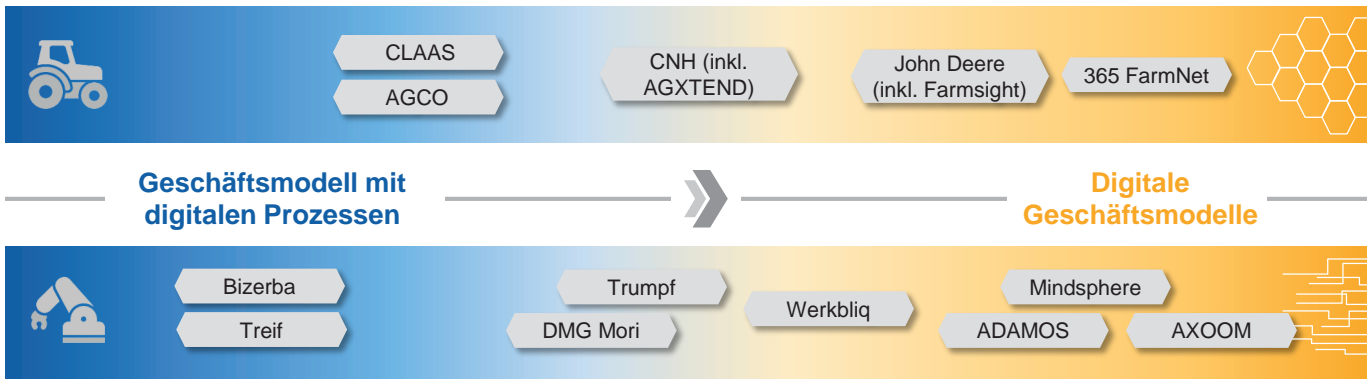 CLAAS
AGCO
CNH (inkl.
AGXTEND)
John Deere
(inkl. Farmsight)
365 FarmNet
Geschäftsmodell mit
digitalen Prozessen
Digitale
Geschäftsmodelle
Bizerba
Treif
Trumpf
DMG Mori
Werkbliq
Mindsphere
ADAMOS
AXOOM